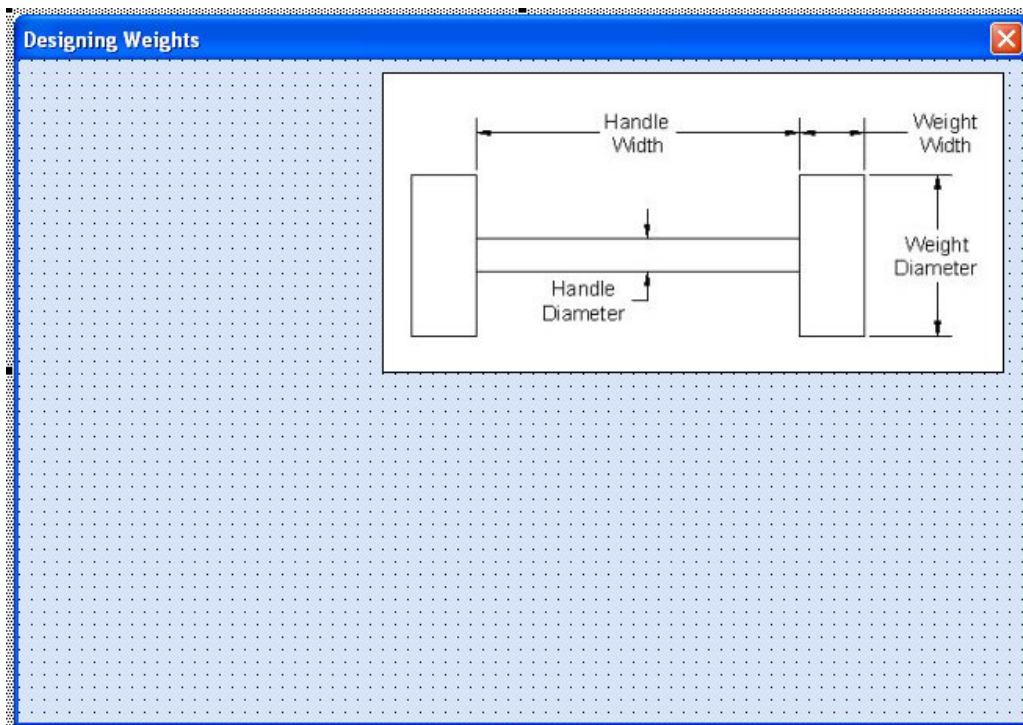 Designing Weights
Handle
Width
Weight
Width
Weight
Diameter
Handle
Diameter